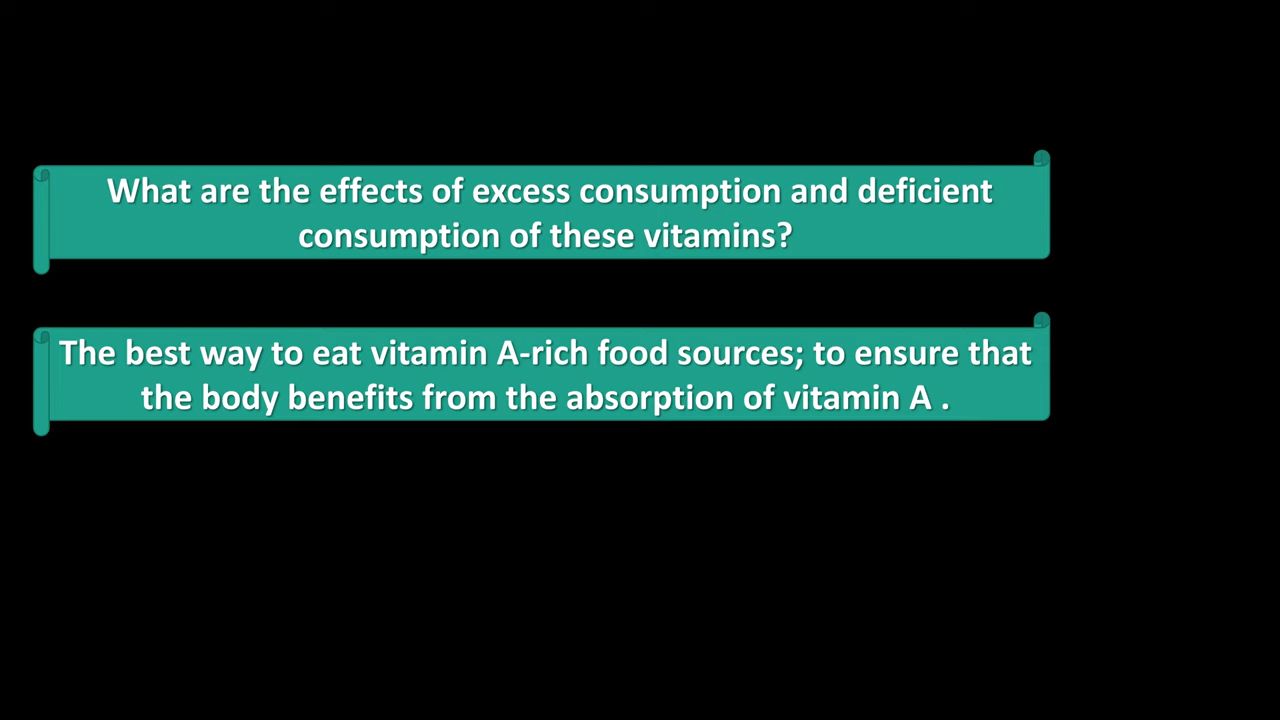 What are the effects of excess consumption and deficient
consumption of these vitamins?
The best way to eat vitamin A-rich food sources; to ensure that
the body benefits from the absorption of vitamin A .